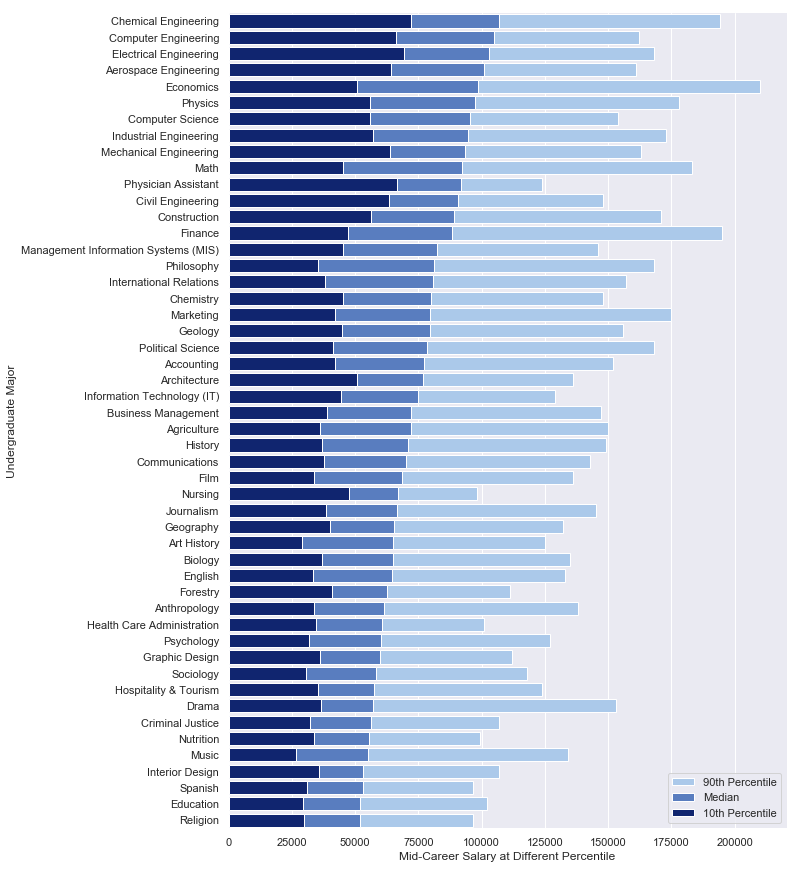 Undergraduate Major
Chemical Engineering
Computer Engineering
Electrical Engineering
Aerospace Engineering
Economics
Physics
Computer Science
Industrial Engineering
Mechanical Engineering
Math
Physician Assistant
Civil Engineering
Construction
Finance
Management Information Systems (MIS)
Philosophy
International Relations
Chemistry
Marketing
Geology
Political Science
Accounting
Architecture
Information Technology (IT)
Business Management
Agriculture
History
Communications
Film
Nursing
Journalism
Geography
Art History
Biology
English
Forestry
Anthropology
Health Care Administration
Psychology
Graphic Design
Sociology
Hospitality & Tourism
Drama
Criminal Justice
Nutrition
Music
Interior Design
Spanish
Education
Religion
90th Percentile
Median
10th Percentile
0 25000 50000 75000 100000 125000 150000 175000 200000
Mid-Career Salary at Different Percentile